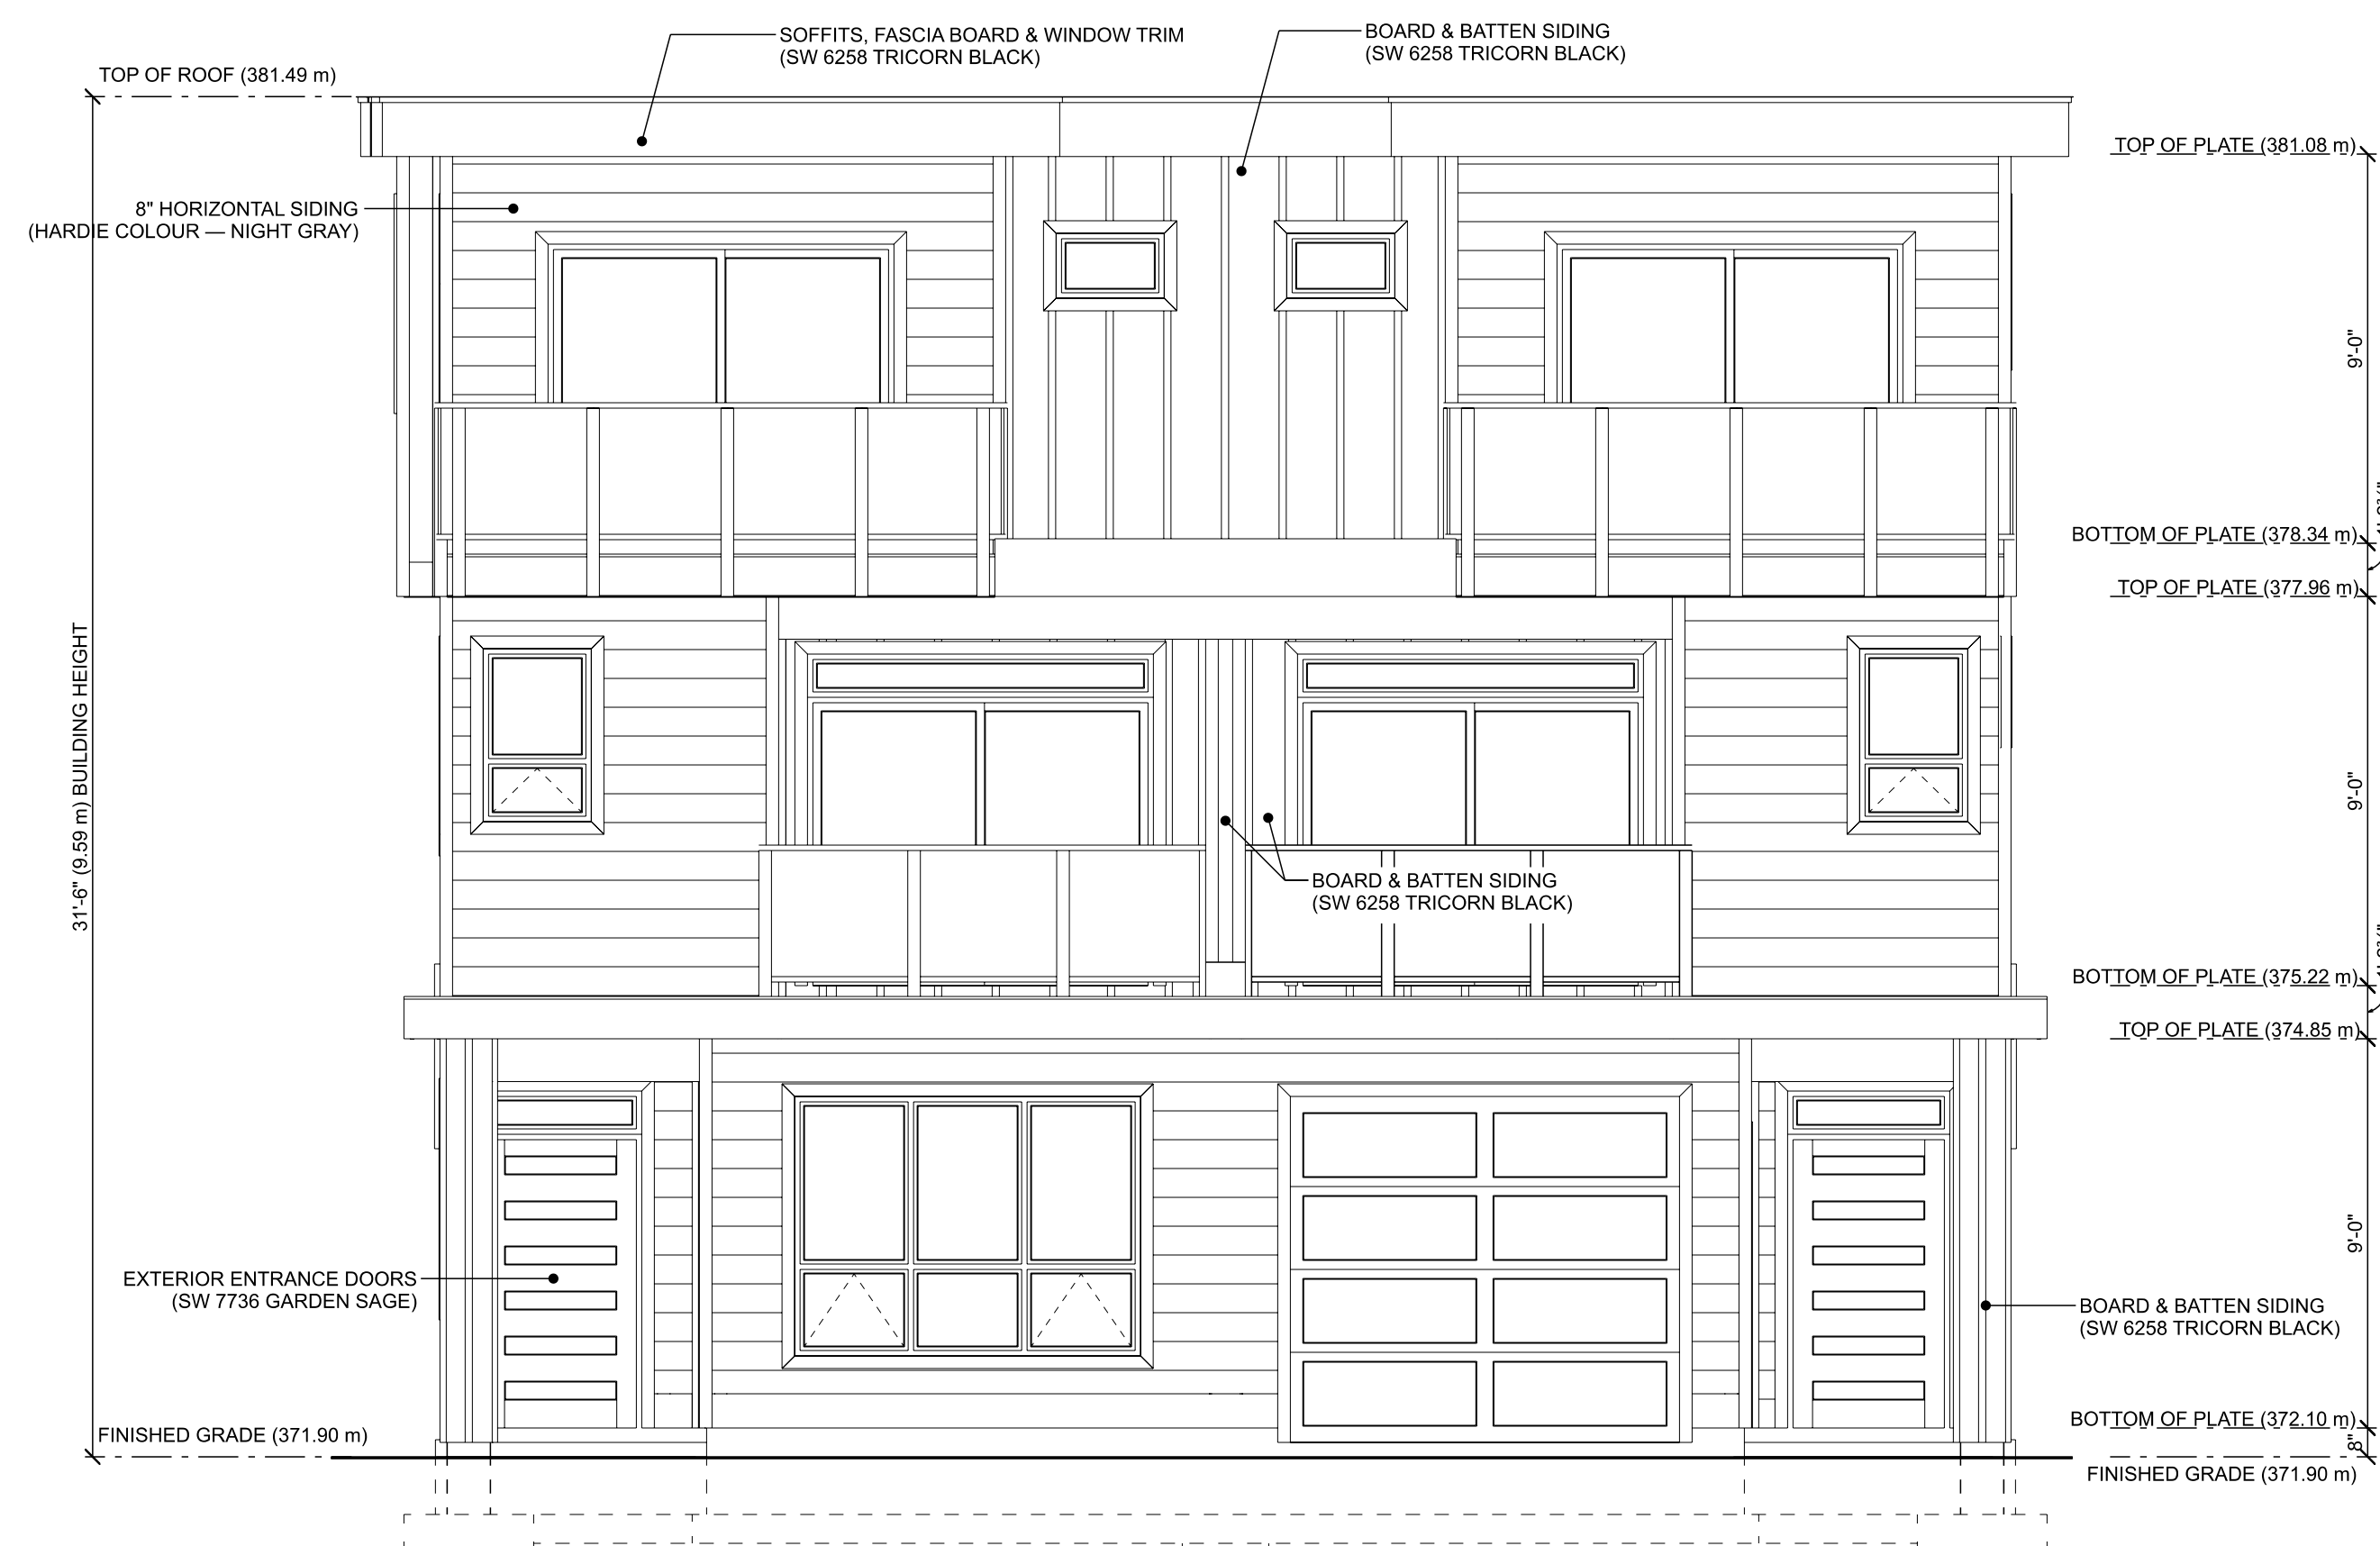 SOFFITS, FASCIA BOARD & WINDOW TRIM
(SW 6258 TRICORN BLACK)
BOARD & BATTEN SIDING
(SW 6258 TRICORN BLACK)
TOP OF ROOF (381.49 m)
TOP OF PLATE (381.08 m)
8" HORIZONTAL SIDING
(HARDIE COLOUR — NIGHT GRAY)
9'-0"
BOTTOM OF PLATE (378.34 m)
TOP OF PLATE (377.96 m)
31'-6" (9.59 m) BUILDING HEIGHT
9'-0"
BOARD & BATTEN SIDING
(SW 6258 TRICORN BLACK)
BOTTOM OF PLATE (375.22 m)
TOP OF PLATE (374.85 m)
9'-0"
EXTERIOR ENTRANCE DOORS
(SW 7736 GARDEN SAGE)
BOARD & BATTEN SIDING
(SW 6258 TRICORN BLACK)
BOTTOM OF PLATE (372.10 m)
8"
FINISHED GRADE (371.90 m)
FINISHED GRADE (371.90 m)